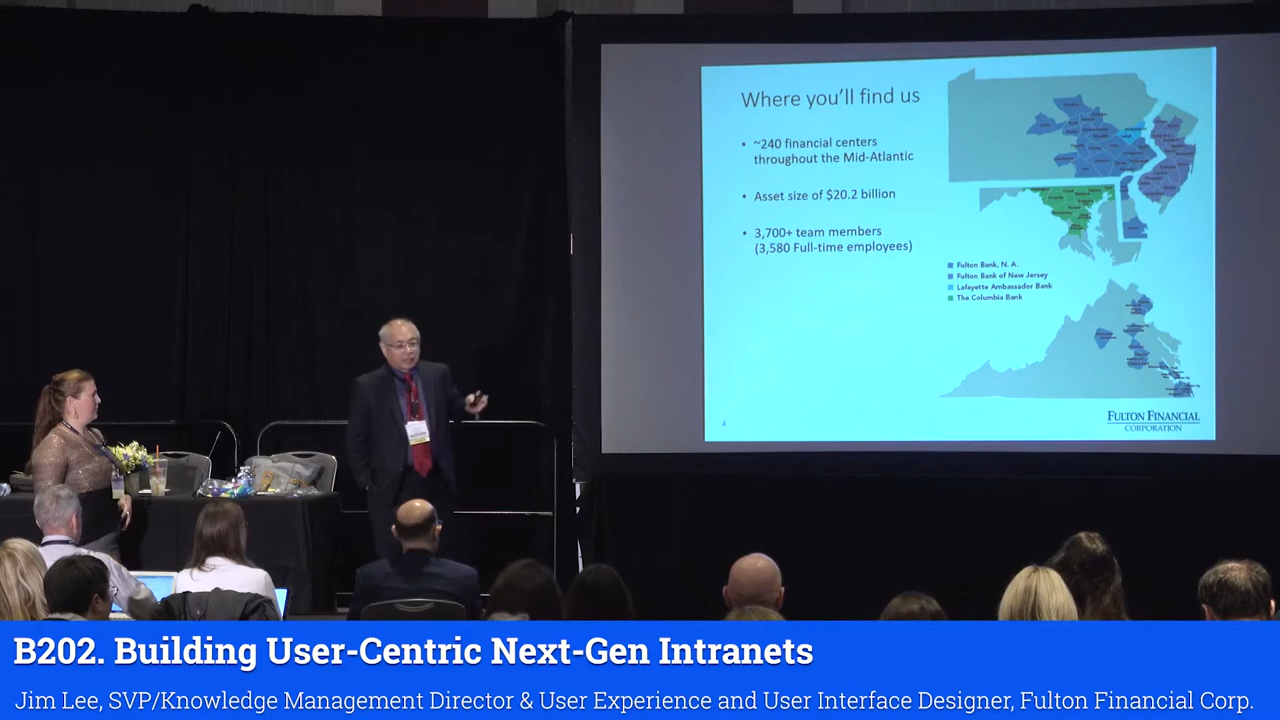 Where you'll find us
• ~240 financial centers
throughout the Mid-Atlantic
• Asset size of $20.2 billion
• 3,700+ team members
(3,580 Full-time employees)
Fulton Bank, N. A.
Fulton Bank of New Jersey
Lafayette Ambassador Bank
The Columbia Bank
4
FULTON FINANCIAL
CORPORATION
B202. Building User-Centric Next-Gen Intranets
Jim Lee, SVP/Knowledge Management Director & User Experience and User Interface Designer, Fulton Financial Corp.